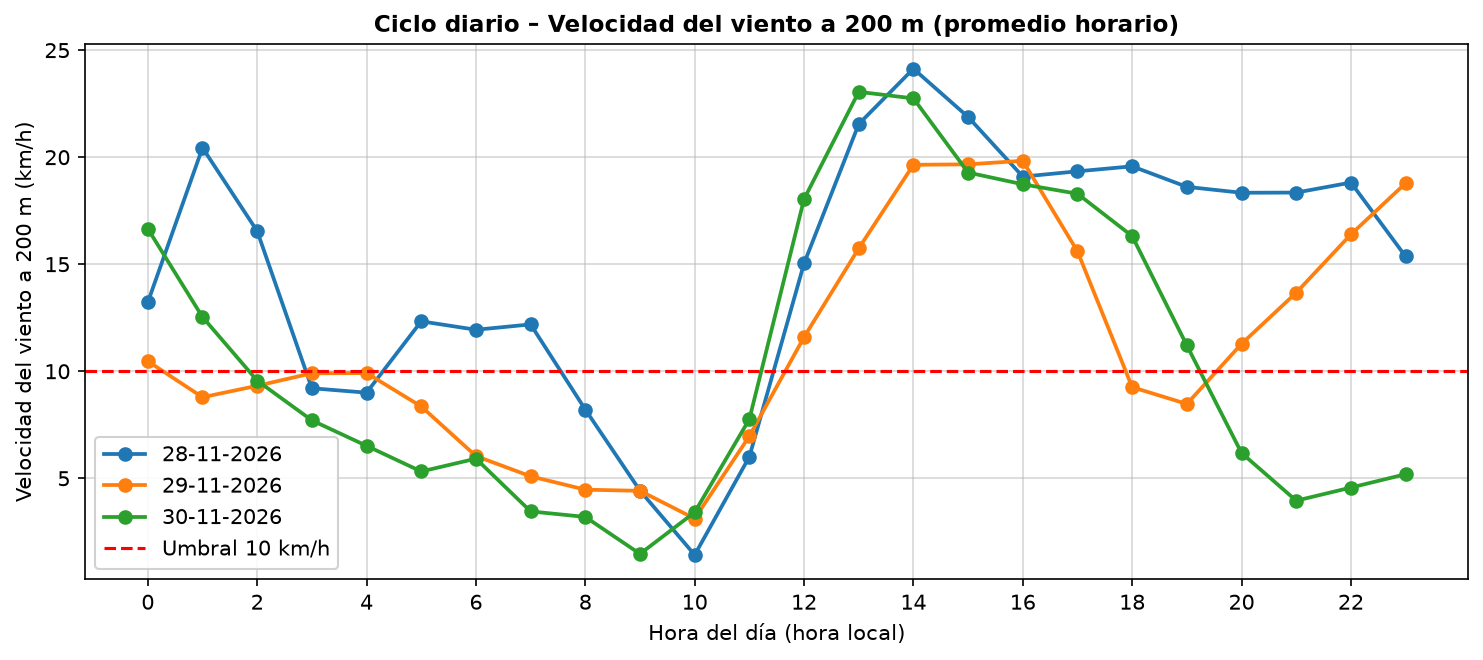 Ciclo diario – Velocidad del viento a 200 m (promedio horario)
Velocidad del viento a 200 m (km/h)
25
20
15
10
5
28-11-2026
29-11-2026
30-11-2026
Umbral 10 km/h
0 2 4 6 8 10 12 14 16 18 20 22
Hora del día (hora local)